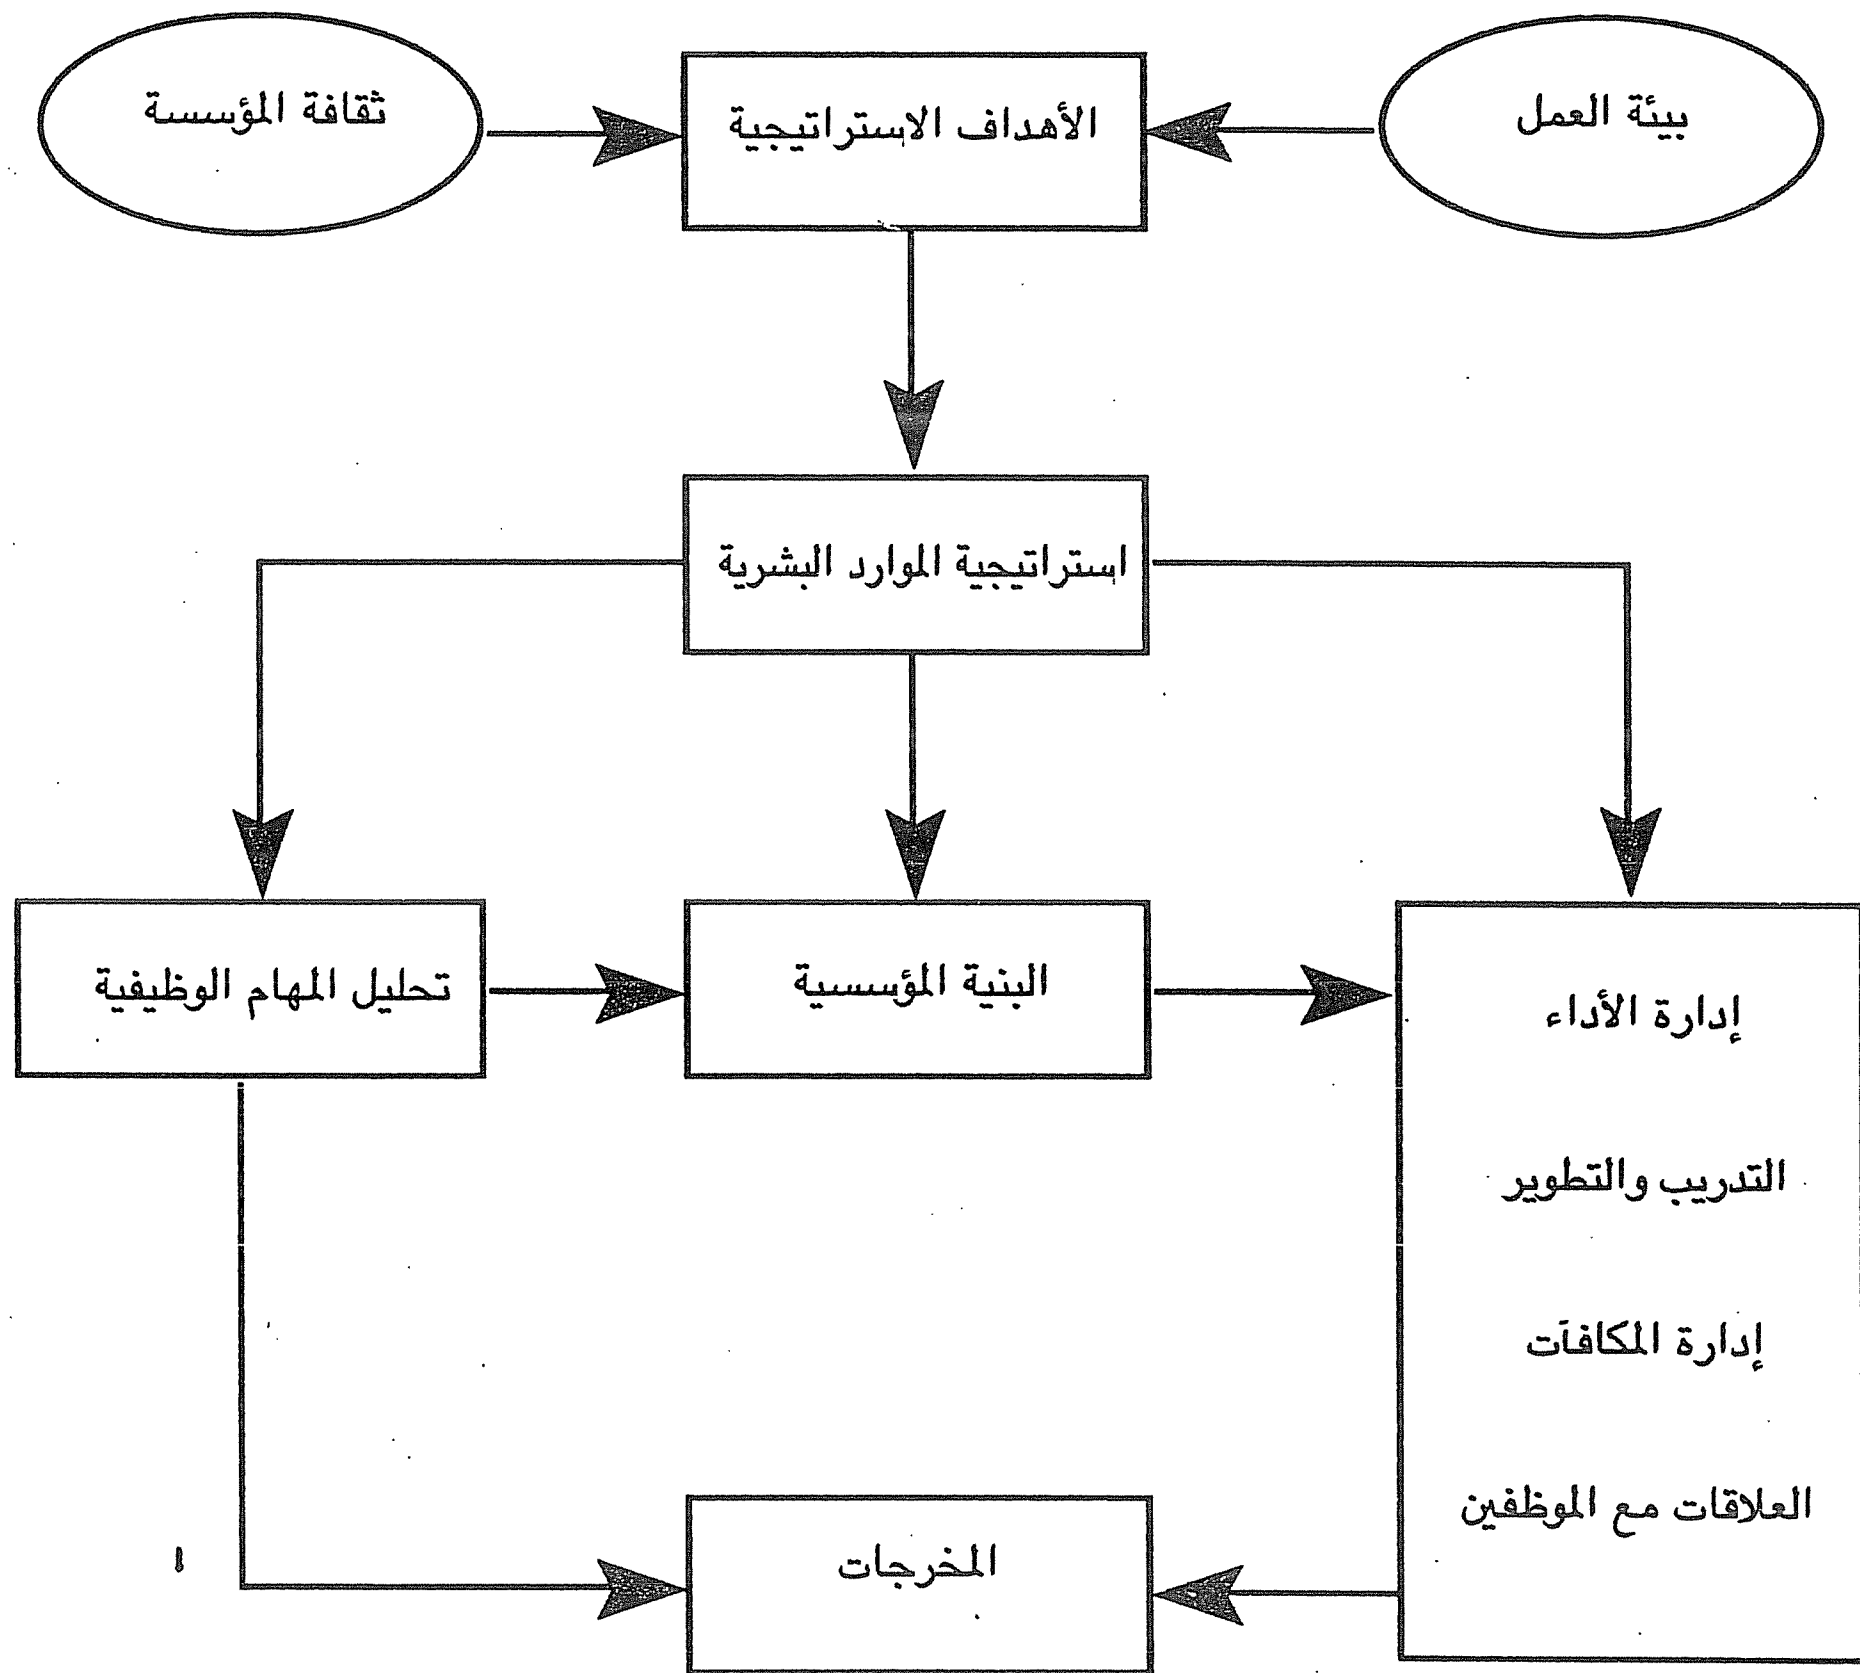 بيئة العمل
الأهداف الاستراتيجية
ثقافة المؤسسة
استراتيجية الموارد البشرية
إدارة الأداء
التدريب والتطوير
إدارة المكافآت
العلاقات مع الموظفين
البنية المؤسسية
تحليل المهام الوظيفية
المخرجات